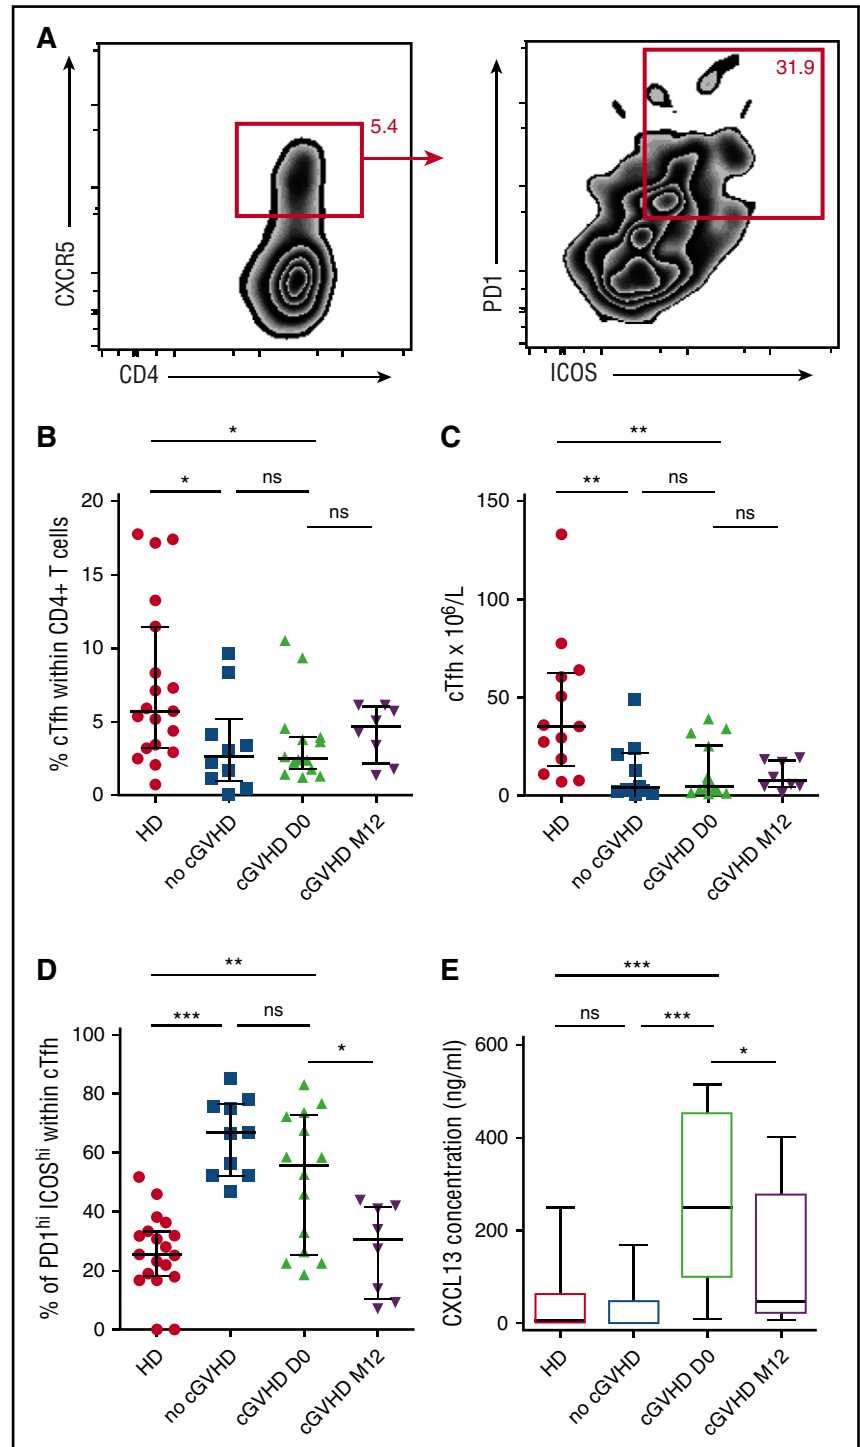 A
5.4
CXCR5
CD4
31.9
PD1
ICOS
B
*
*
ns
ns
% cTfh within CD4+ T cells
20
15
10
5
0
HD
no cGVHD
cGVHD D0
cGVHD M12
C
**
**
ns
ns
cTfh x 10⁶/L
150
100
50
0
HD
no cGVHD
cGVHD D0
cGVHD M12
D
**
***
ns
*
% of PD1ʰⁱ ICOSʰⁱ within cTfh
100
80
60
40
20
0
HD
no cGVHD
cGVHD D0
cGVHD M12
E
***
ns
***
*
CXCL13 concentration (ng/ml)
600
400
200
0
HD
no cGVHD
cGVHD D0
cGVHD M12